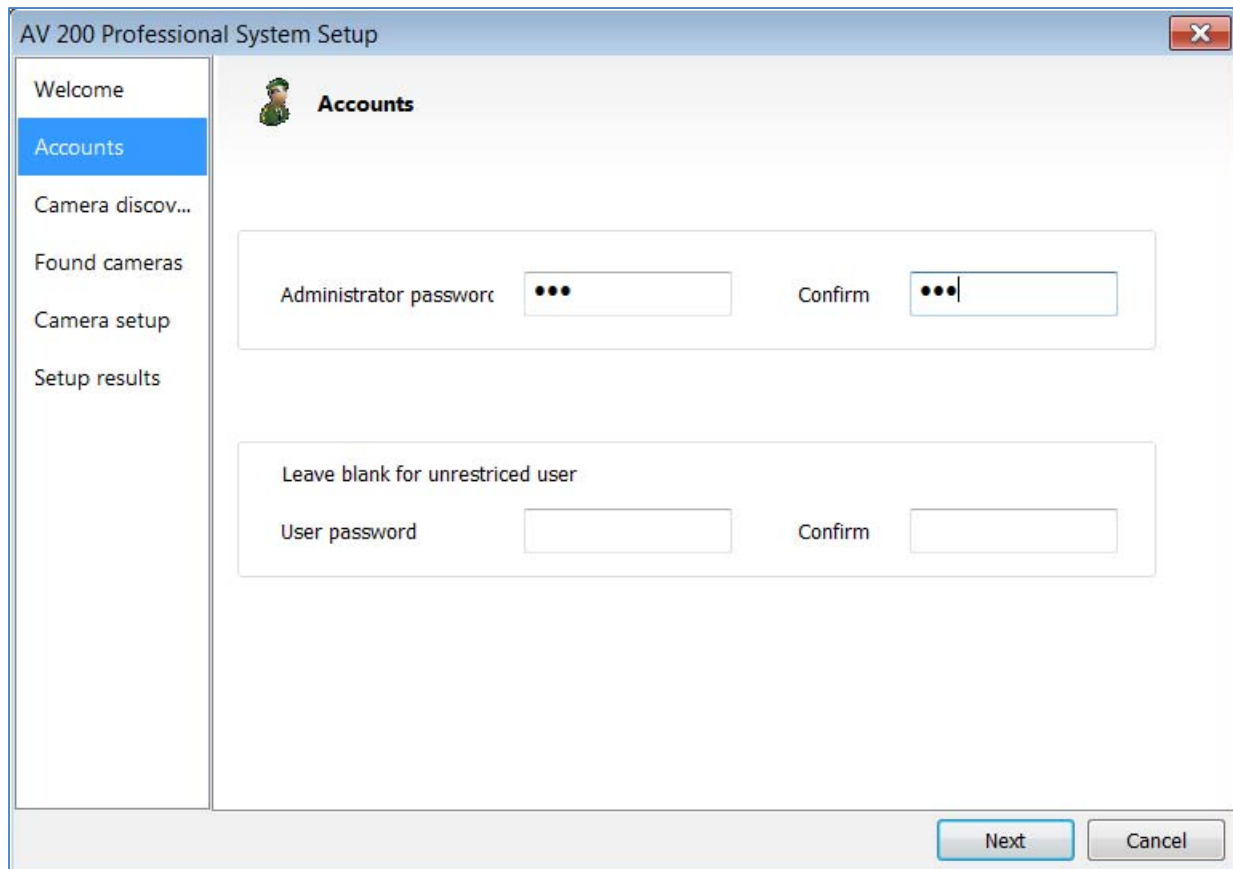 AV 200 Professional System Setup
Welcome
Accounts
Camera discov...
Found cameras
Camera setup
Setup results
Accounts
Administrator passworc
•••
Confirm
•••
Leave blank for unrestriced user
User password
Confirm
Next
Cancel